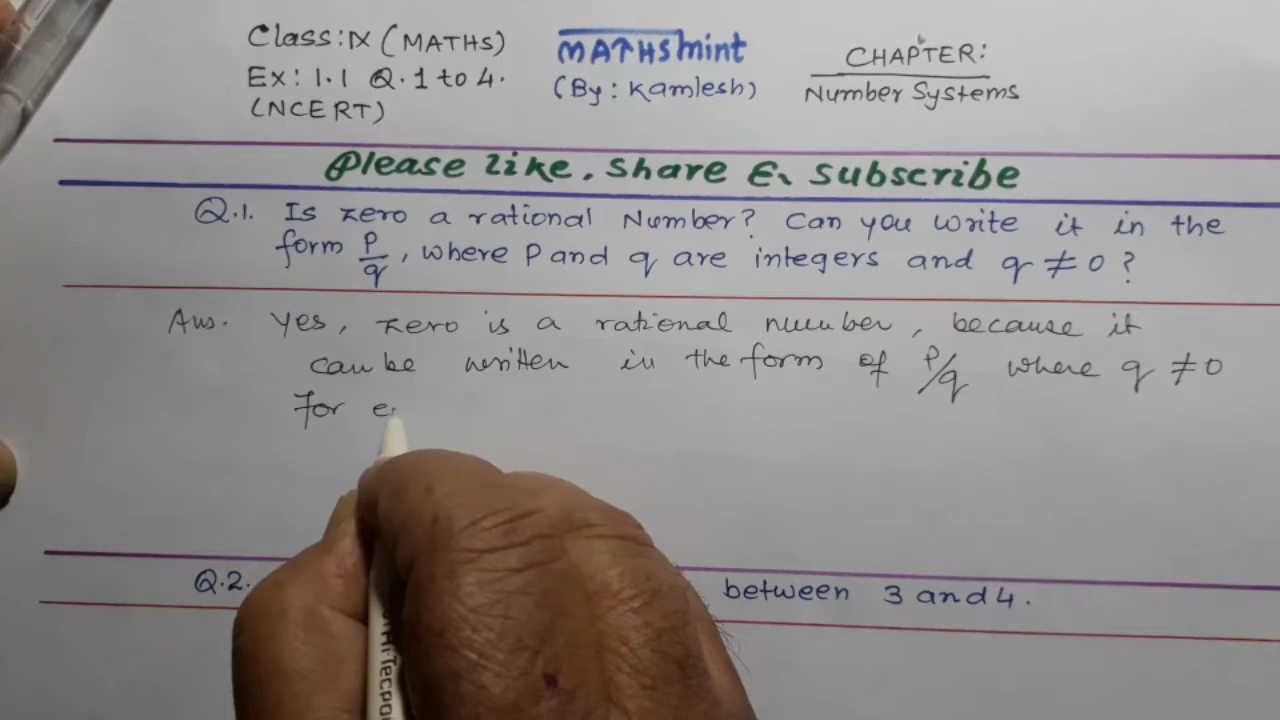 Class: IX (MATHS)
Ex: 1.1 Q.1 to 4.
(NCERT)
MATHS mint
(By: Kamlesh)
CHAPTER:
Number Systems
Please like, Share & Subscribe
Q.1. Is zero a rational Number? Can you write it in the
form P/q, where P and q are integers and q ≠ 0?
Ans. Yes, zero is a rational number, because it
can be written in the form of P/q where q ≠ 0
For e
Q.2. between 3 and 4.